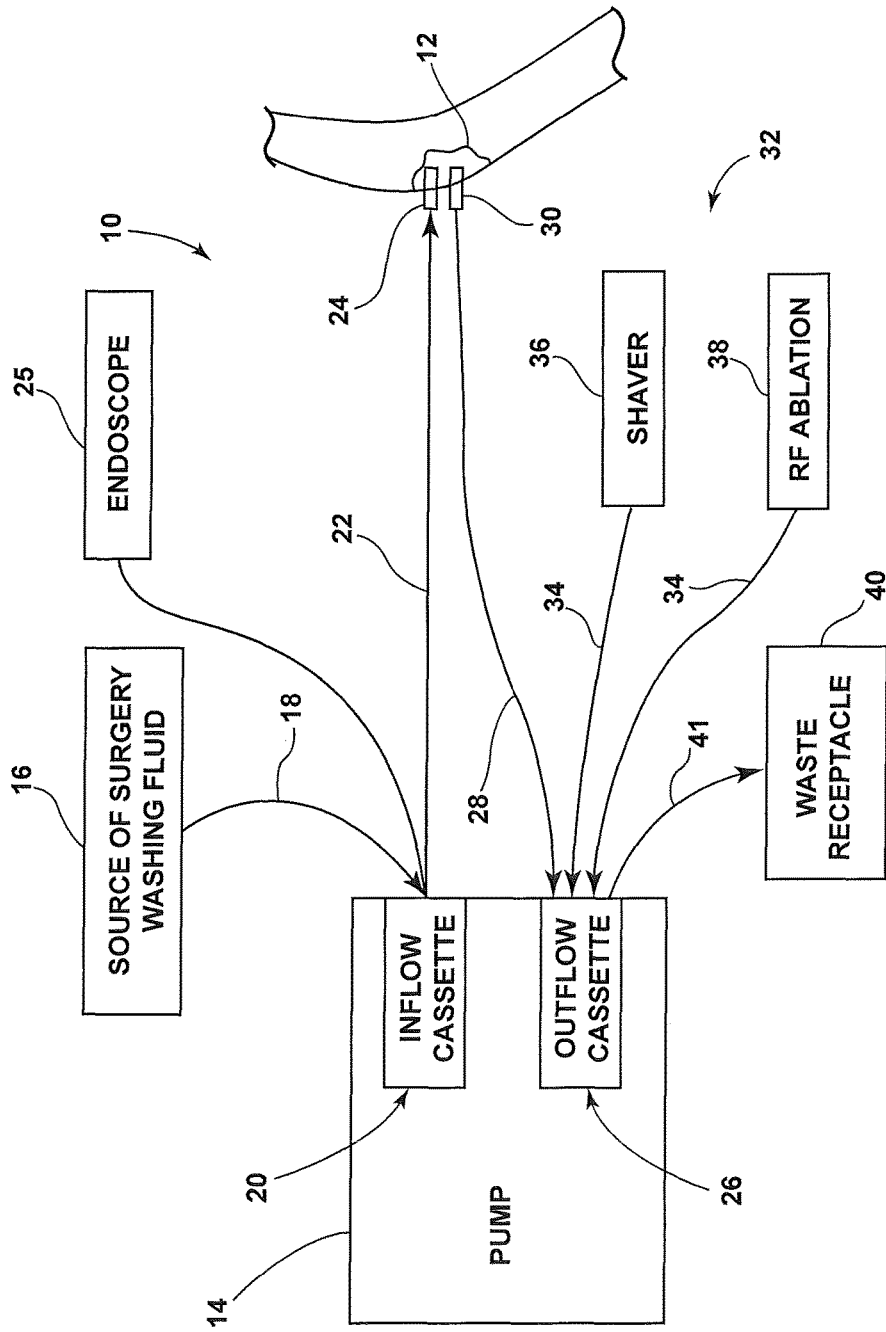 10
25
ENDOSCOPE
16
SOURCE OF SURGERY
WASHING FLUID
18
22
24
12
30
14
PUMP
20
INFLOW
CASSETTE
26
OUTFLOW
CASSETTE
28
32
34
36
SHAVER
34
38
RF ABLATION
41
40
WASTE
RECEPTACLE